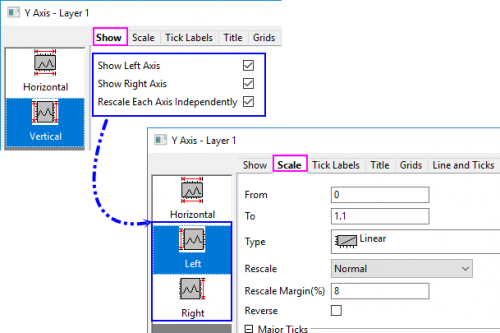 Y Axis - Layer 1
Show Scale Tick Labels Title Grids
Horizontal
Vertical
Show Left Axis
Show Right Axis
Rescale Each Axis Independently
Y Axis - Layer 1
Show Scale Tick Labels Title Grids Line and Ticks
Horizontal
Left
Right
From 0
To 1.1
Type Linear
Rescale Normal
Rescale Margin(%) 8
Reverse
Major Ticks